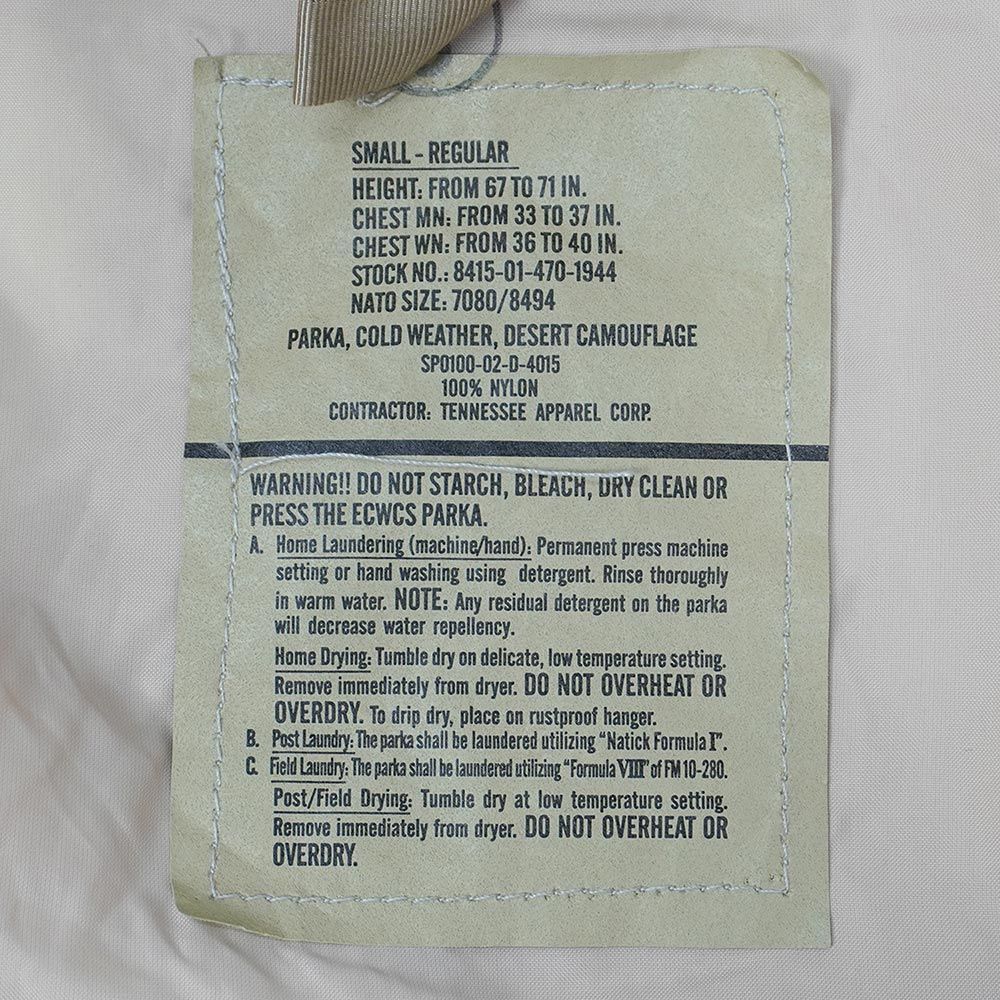 SMALL - REGULAR
HEIGHT: FROM 67 TO 71 IN.
CHEST MN: FROM 33 TO 37 IN.
CHEST WN: FROM 36 TO 40 IN.
STOCK NO.: 8415-01-470-1944
NATO SIZE: 7080/8494
PARKA, COLD WEATHER, DESERT CAMOUFLAGE
SP0100-02-D-4015
100% NYLON
CONTRACTOR: TENNESSEE APPAREL CORP.
WARNING!! DO NOT STARCH, BLEACH, DRY CLEAN OR
PRESS THE ECWCS PARKA.
A. Home Laundering (machine/hand): Permanent press machine
setting or hand washing using detergent. Rinse thoroughly
in warm water. NOTE: Any residual detergent on the parka
will decrease water repellency.
Home Drying: Tumble dry on delicate, low temperature setting.
Remove immediately from dryer. DO NOT OVERHEAT OR
OVERDRY. To drip dry, place on rustproof hanger.
B. Post Laundry: The parka shall be laundered utilizing "Natick Formula I".
C. Field Laundry: The parka shall be laundered utilizing "Formula VIII" of FM 10-280.
Post/Field Drying: Tumble dry at low temperature setting.
Remove immediately from dryer. DO NOT OVERHEAT OR
OVERDRY.